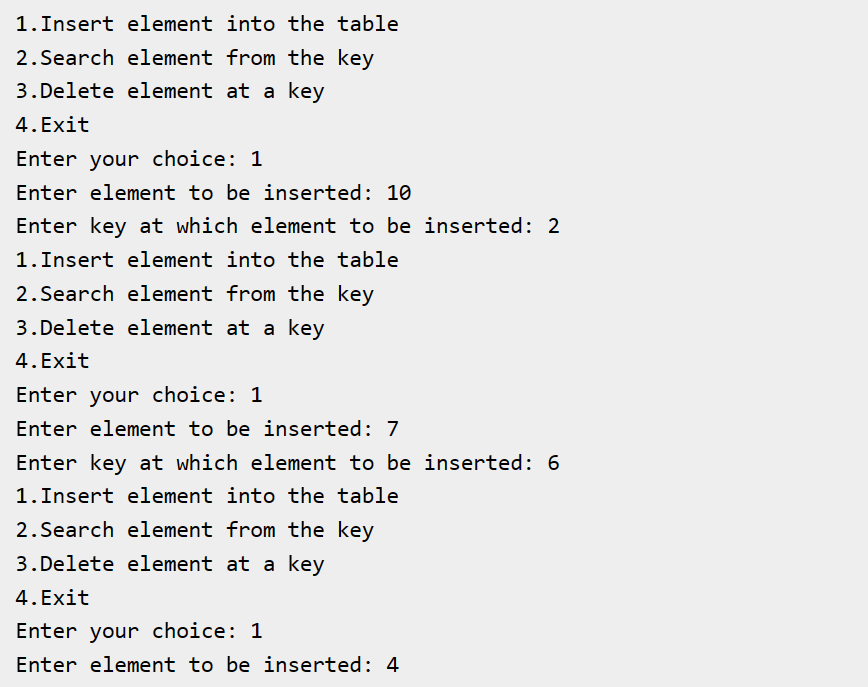 1.Insert element into the table
2.Search element from the key
3.Delete element at a key
4.Exit
Enter your choice: 1
Enter element to be inserted: 10
Enter key at which element to be inserted: 2
1.Insert element into the table
2.Search element from the key
3.Delete element at a key
4.Exit
Enter your choice: 1
Enter element to be inserted: 7
Enter key at which element to be inserted: 6
1.Insert element into the table
2.Search element from the key
3.Delete element at a key
4.Exit
Enter your choice: 1
Enter element to be inserted: 4